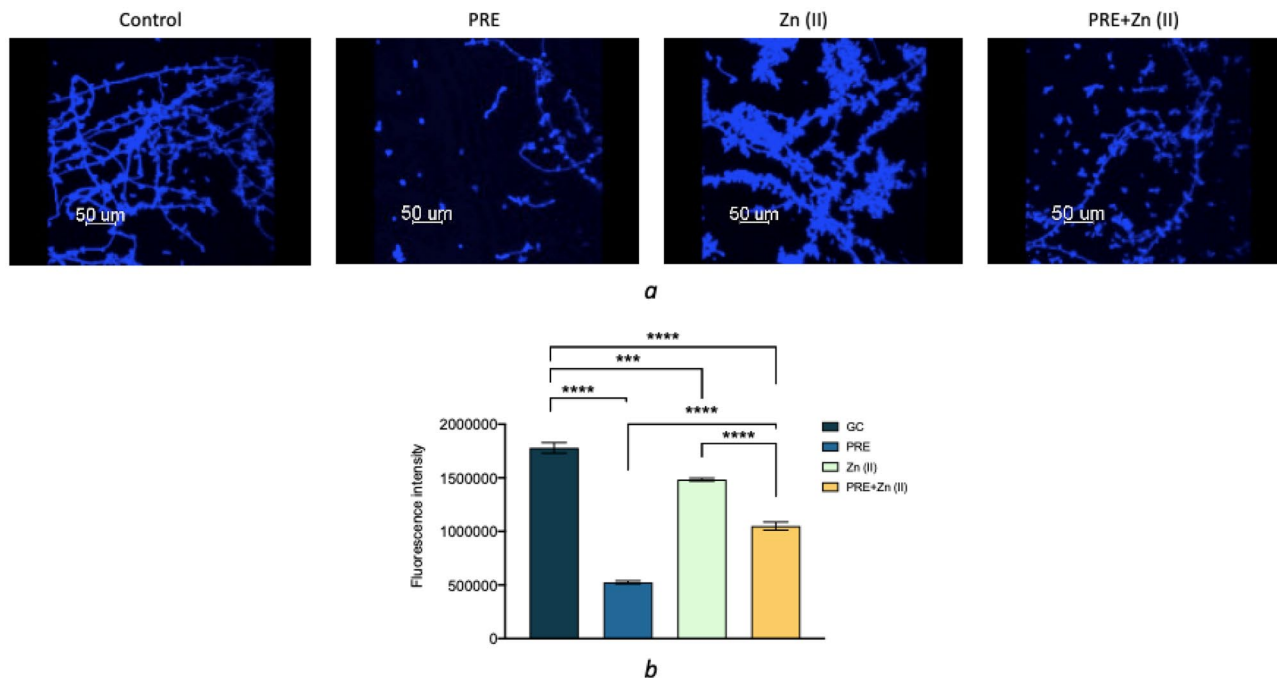 Control PRE Zn (II) PRE+Zn (II)
50 um 50 um 50 um 50 um
a
****
***
****
****
****
2000000
1500000
1000000
500000
0
Fluorescence intensity
GC
PRE
Zn (II)
PRE+Zn (II)
b